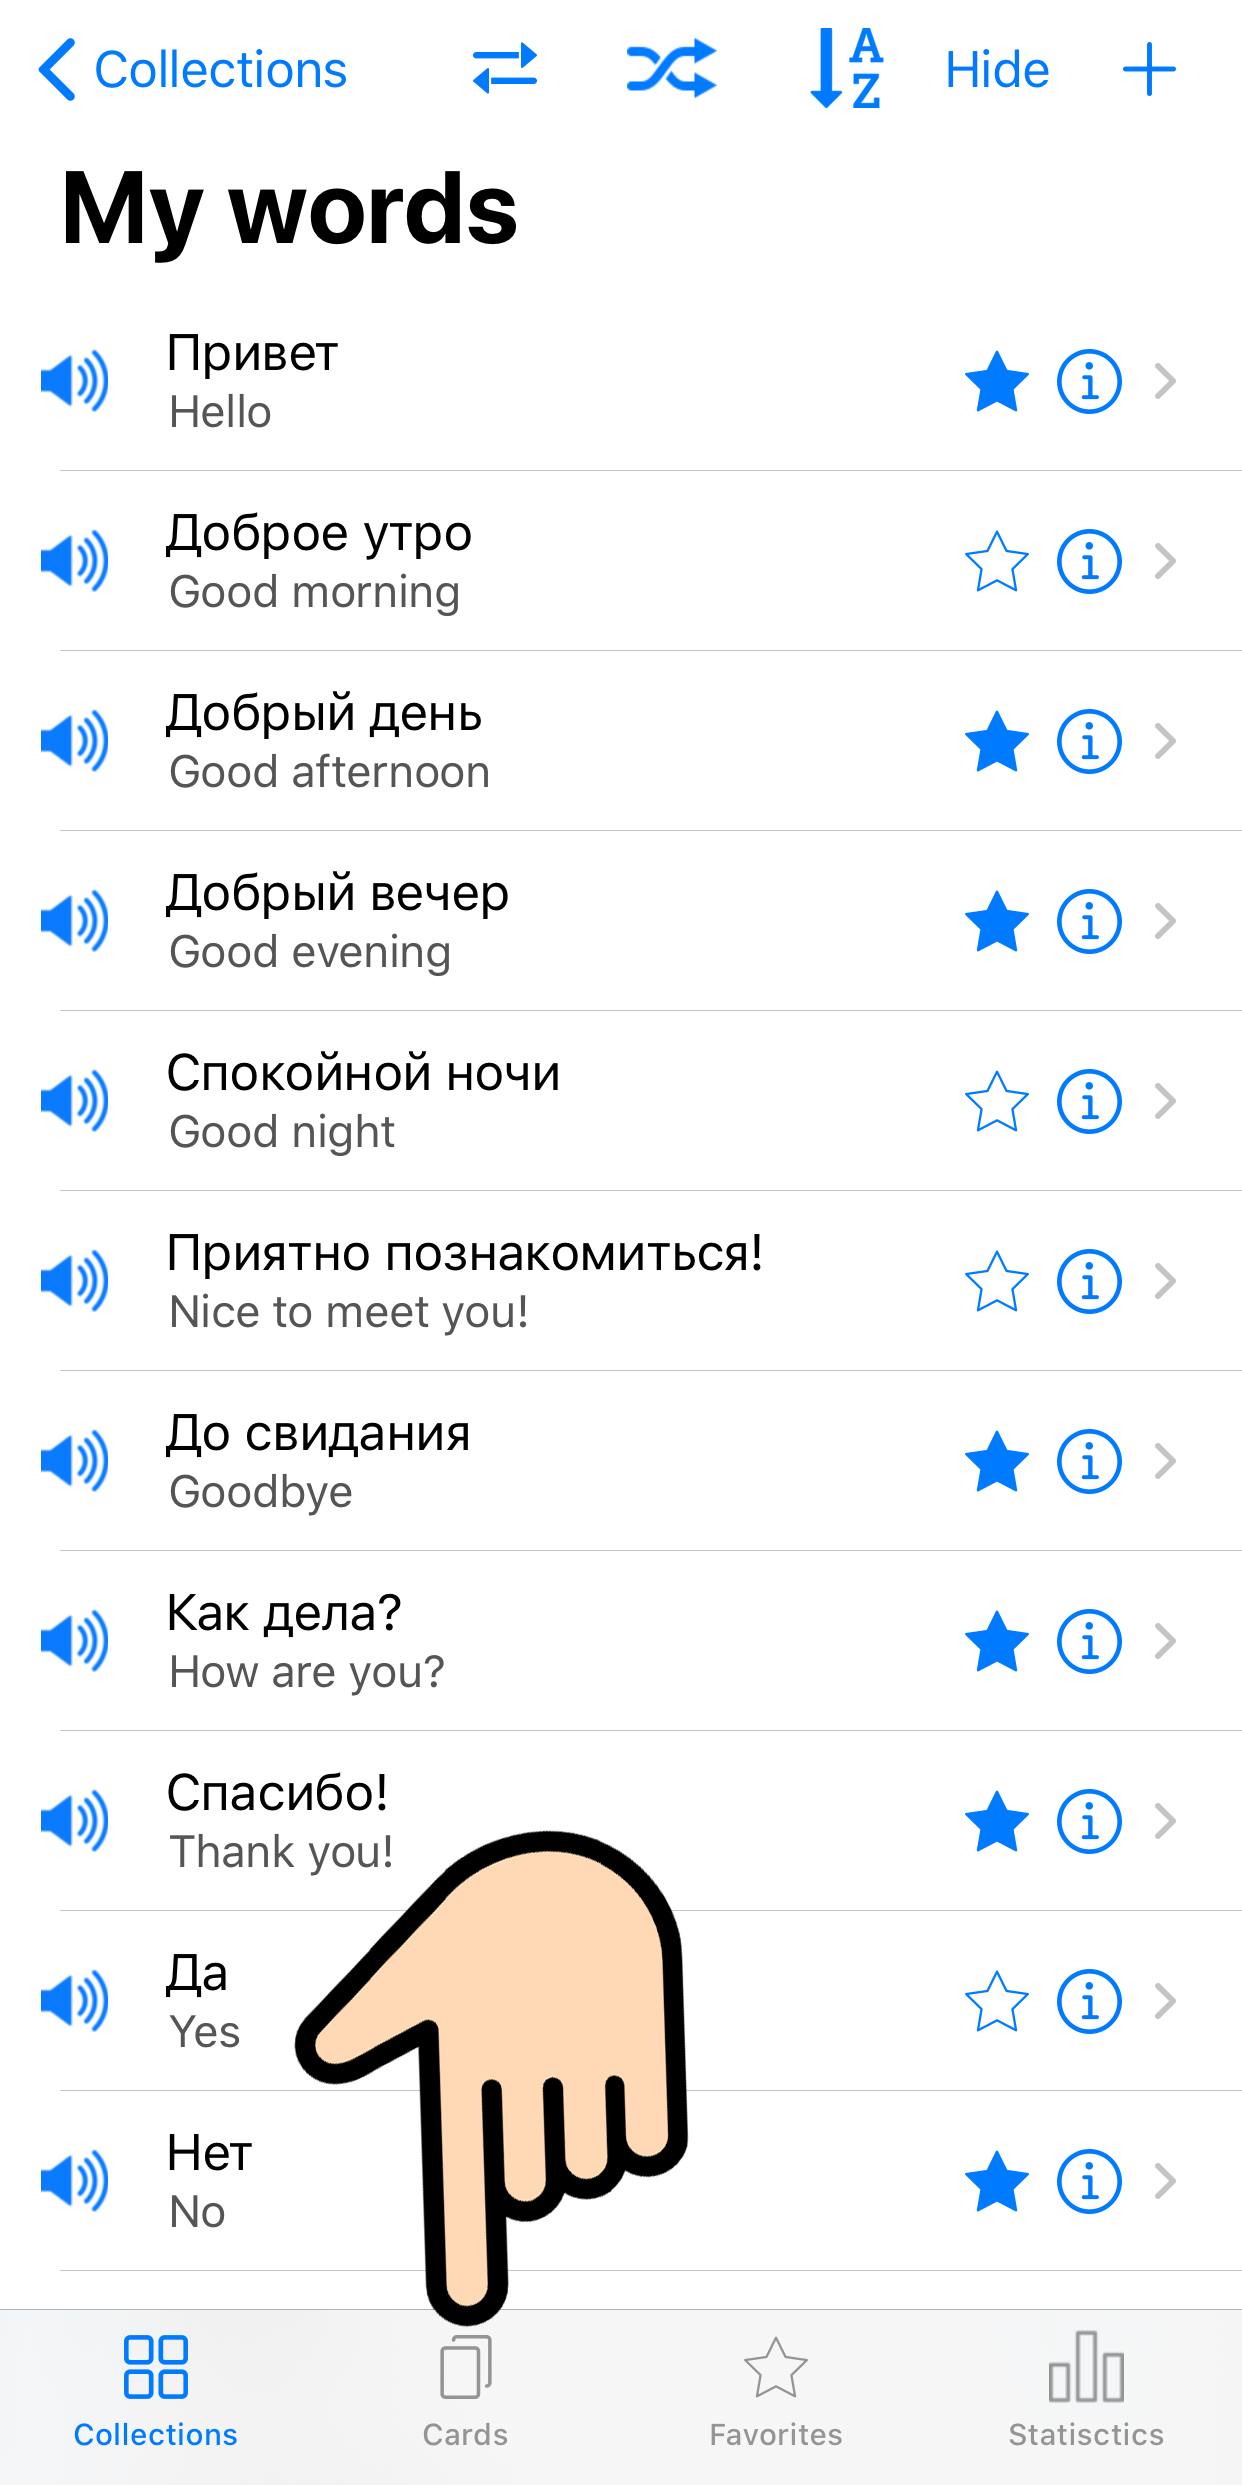 Collections
A
Z
Hide
My words
Привет
Hello
Доброе утро
Good morning
Добрый день
Good afternoon
Добрый вечер
Good evening
Спокойной ночи
Good night
Приятно познакомиться!
Nice to meet you!
До свидания
Goodbye
Как дела?
How are you?
Спасибо!
Thank you!
Да
Yes
Нет
No
Collections
Cards
Favorites
Statisctics